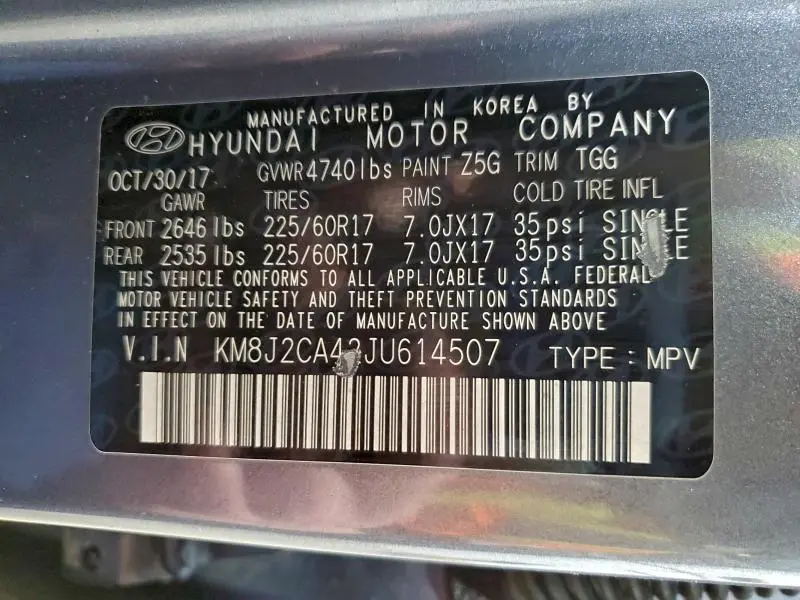 MANUFACTURED IN KOREA BY
HYUNDAI MOTOR COMPANY
OCT/30/17 GVWR 4740 lbs PAINT Z5G TRIM TGG
GAWR TIRES RIMS COLD TIRE INFL
FRONT 2646 lbs 225/60R17 7.0JX17 35psi SINGLE
REAR 2535 lbs 225/60R17 7.0JX17 35psi SINGLE
THIS VEHICLE CONFORMS TO ALL APPLICABLE U.S.A. FEDERAL
MOTOR VEHICLE SAFETY AND THEFT PREVENTION STANDARDS
IN EFFECT ON THE DATE OF MANUFACTURE SHOWN ABOVE
V.I.N KM8J2CA42JU614507 TYPE : MPV